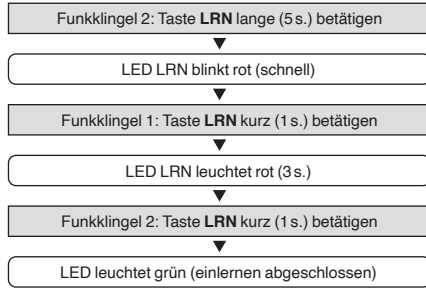 Funkklingel 2: Taste LRN lange (5 s.) betätigen
LED LRN blinkt rot (schnell)
Funkklingel 1: Taste LRN kurz (1 s.) betätigen
LED LRN leuchtet rot (3 s.)
Funkklingel 2: Taste LRN kurz (1 s.) betätigen
LED leuchtet grün (einlernen abgeschlossen)